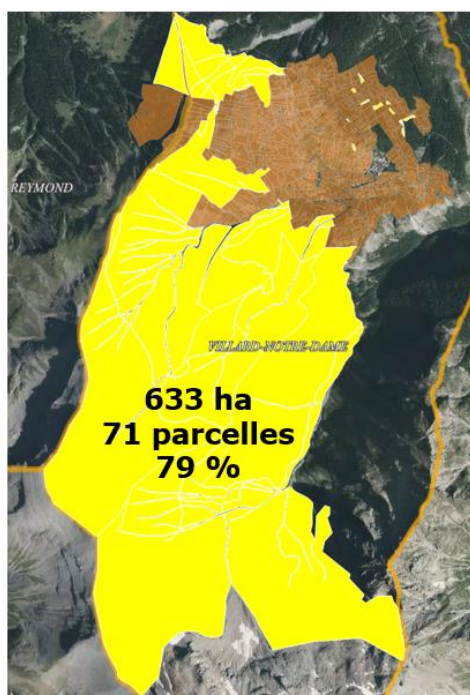 REYMOND
VILLARD-NOTRE-DAME
633 ha
71 parcelles
79 %